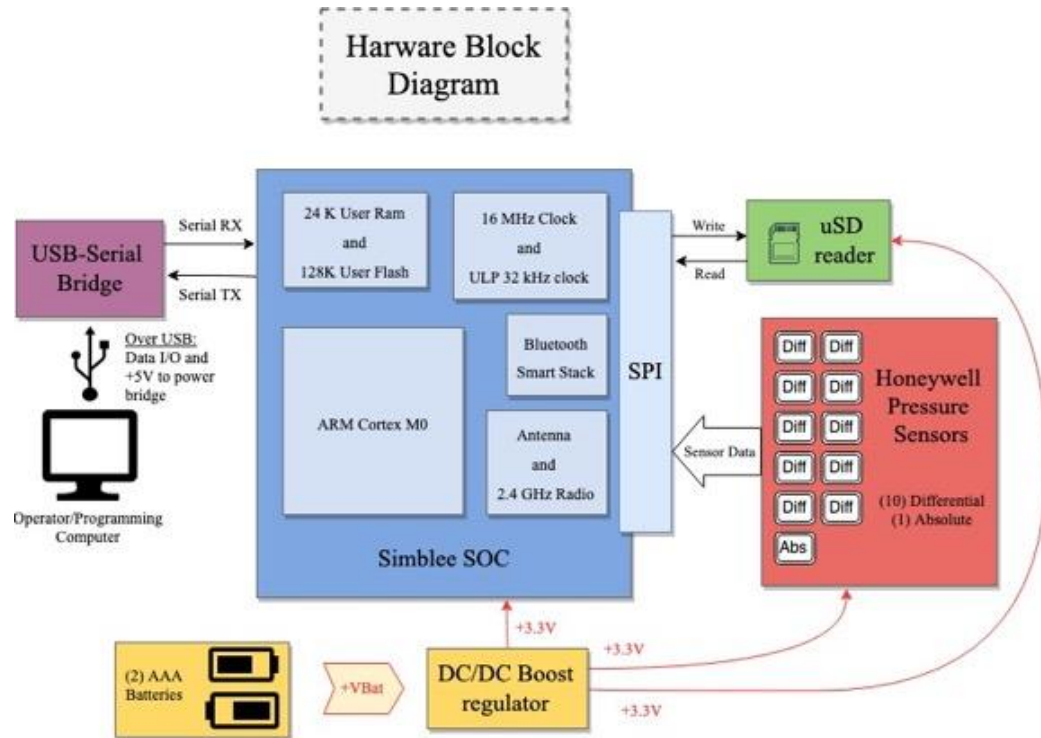 Harware Block
Diagram
USB-Serial
Bridge
Serial RX
Serial TX
Over USB:
Data I/O and
+5V to power
bridge
Operator/Programming
Computer
24 K User Ram
and
128K User Flash
16 MHz Clock
and
ULP 32 kHz clock
Bluetooth
Smart Stack
ARM Cortex M0
Antenna
and
2.4 GHz Radio
Simblee SOC
SPI
Write
Read
uSD
reader
Sensor Data
Diff Diff
Diff Diff
Diff Diff
Diff Diff
Diff Diff
Abs
Honeywell
Pressure
Sensors
(10) Differential
(1) Absolute
(2) AAA
Batteries
+VBat
DC/DC Boost
regulator
+3.3V
+3.3V
+3.3V